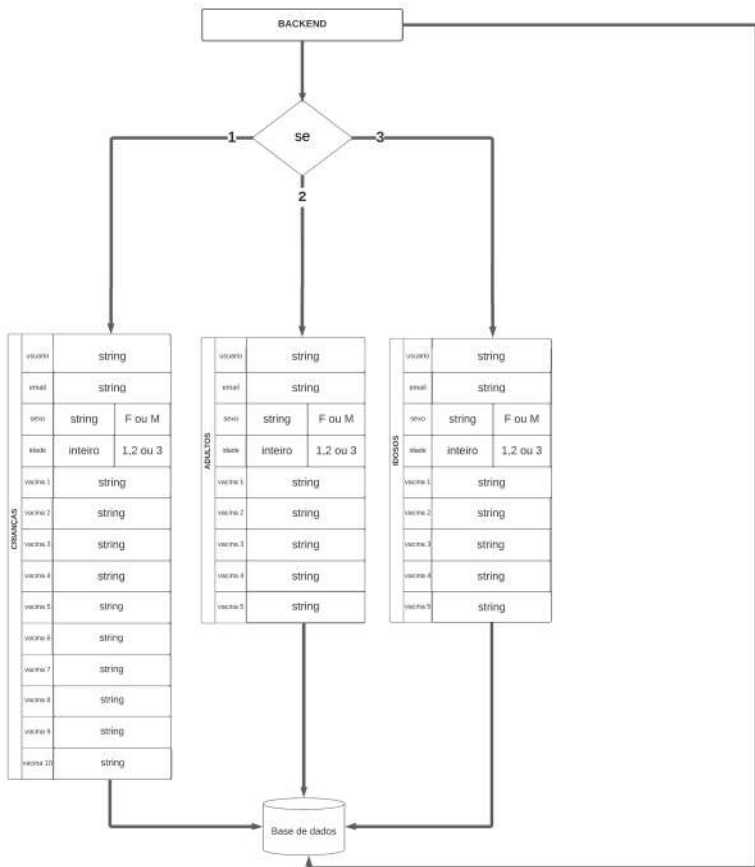 BACKEND
se
1
2
3
CRIANÇAS
usuario string
email string
sexo string F ou M
idade inteiro 1,2 ou 3
vacina 1 string
vacina 2 string
vacina 3 string
vacina 4 string
vacina 5 string
vacina 6 string
vacina 7 string
vacina 8 string
vacina 9 string
vacina 10 string
ADULTOS
usuario string
email string
sexo string F ou M
idade inteiro 1,2 ou 3
vacina 1 string
vacina 2 string
vacina 3 string
vacina 4 string
vacina 5 string
IDOSOS
usuario string
email string
sexo string F ou M
idade inteiro 1,2 ou 3
vacina 1 string
vacina 2 string
vacina 3 string
vacina 4 string
vacina 5 string
Base de dados